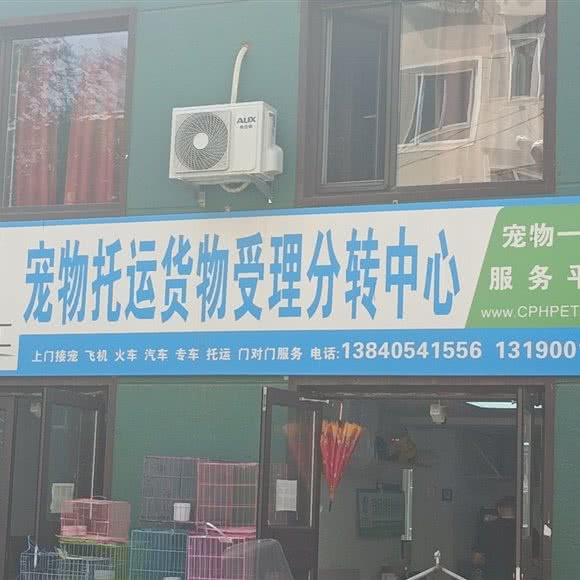 AUX
宠物托运货物受理分转中心
宠物一
服务平
www.CPHPET
上门接宠 飞机 火车 汽车 专车 托运 门对门服务 电话:13840541556 131900